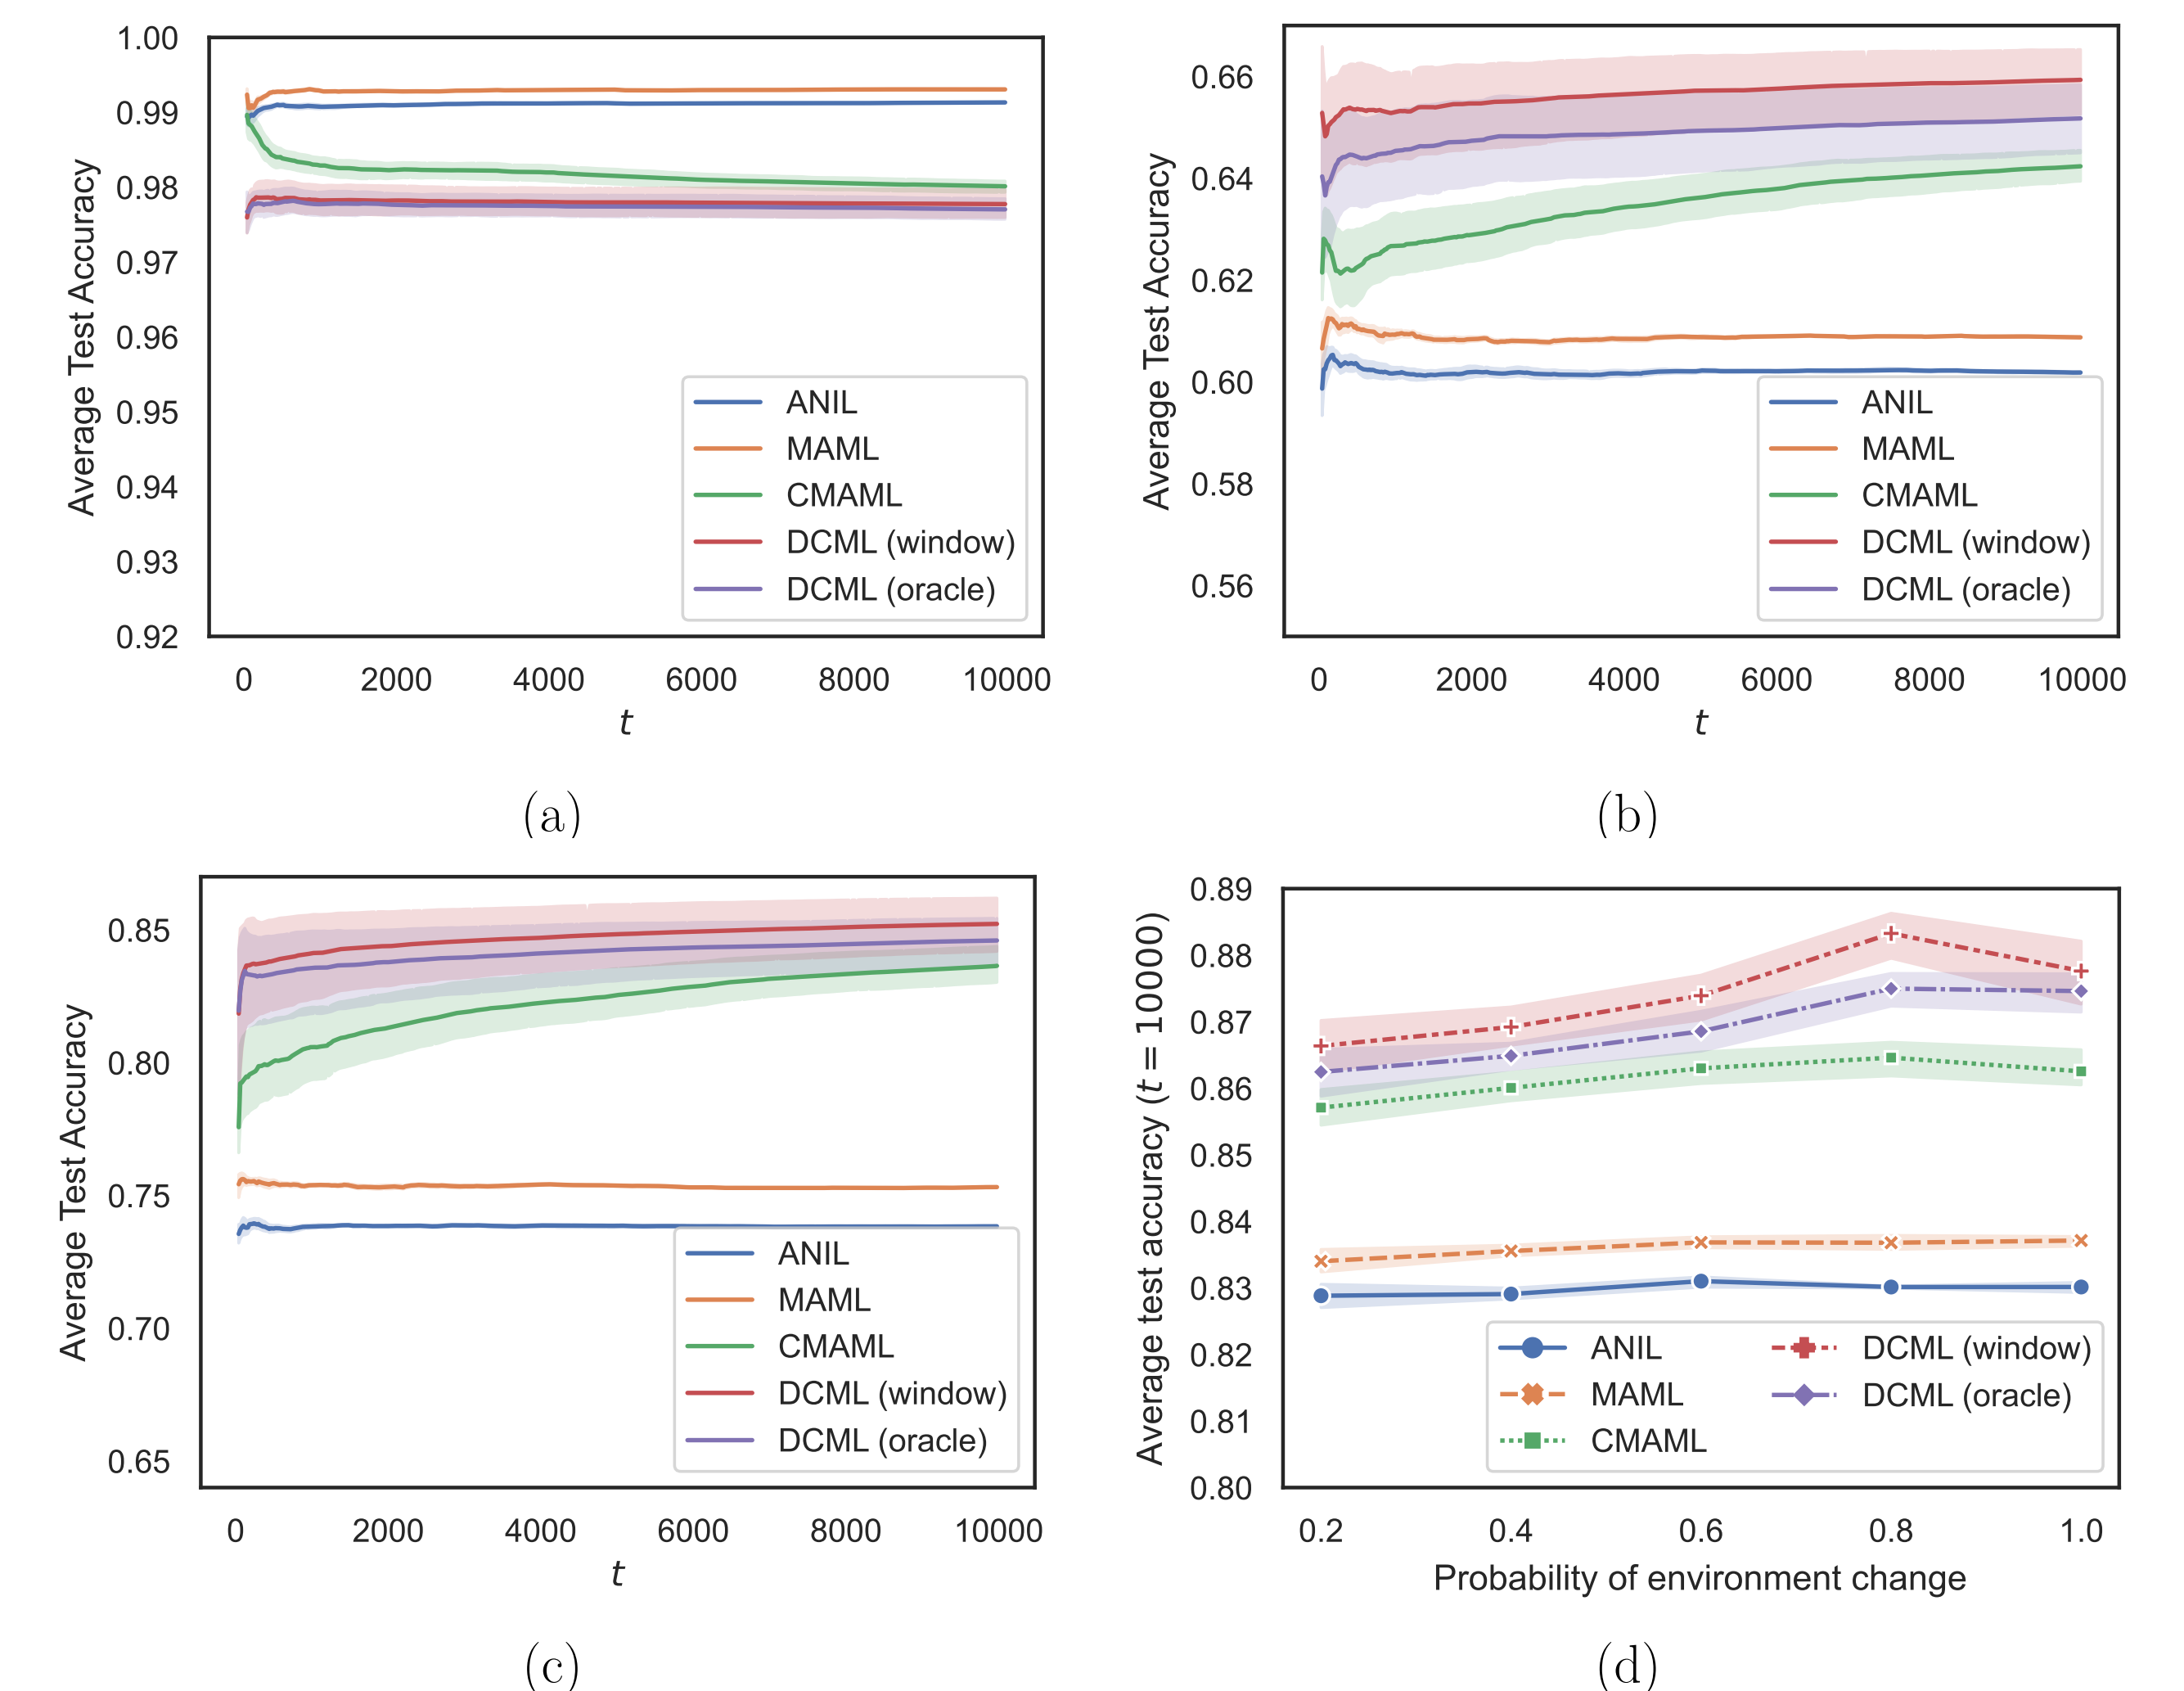 1.00
0.99
0.98
0.97
0.96
0.95
0.94
0.93
0.92
Average Test Accuracy
0 2000 4000 6000 8000 10000
t
ANIL
MAML
CMAML
DCML (window)
DCML (oracle)
(a)
0.66
0.64
0.62
0.60
0.58
0.56
Average Test Accuracy
0 2000 4000 6000 8000 10000
t
ANIL
MAML
CMAML
DCML (window)
DCML (oracle)
(b)
0.85
0.80
0.75
0.70
0.65
Average Test Accuracy
0 2000 4000 6000 8000 10000
t
ANIL
MAML
CMAML
DCML (window)
DCML (oracle)
(c)
0.89
0.88
0.87
0.86
0.85
0.84
0.83
0.82
0.81
0.80
Average test accuracy (t = 10000)
0.2 0.4 0.6 0.8 1.0
Probability of environment change
ANIL
MAML
CMAML
DCML (window)
DCML (oracle)
(d)